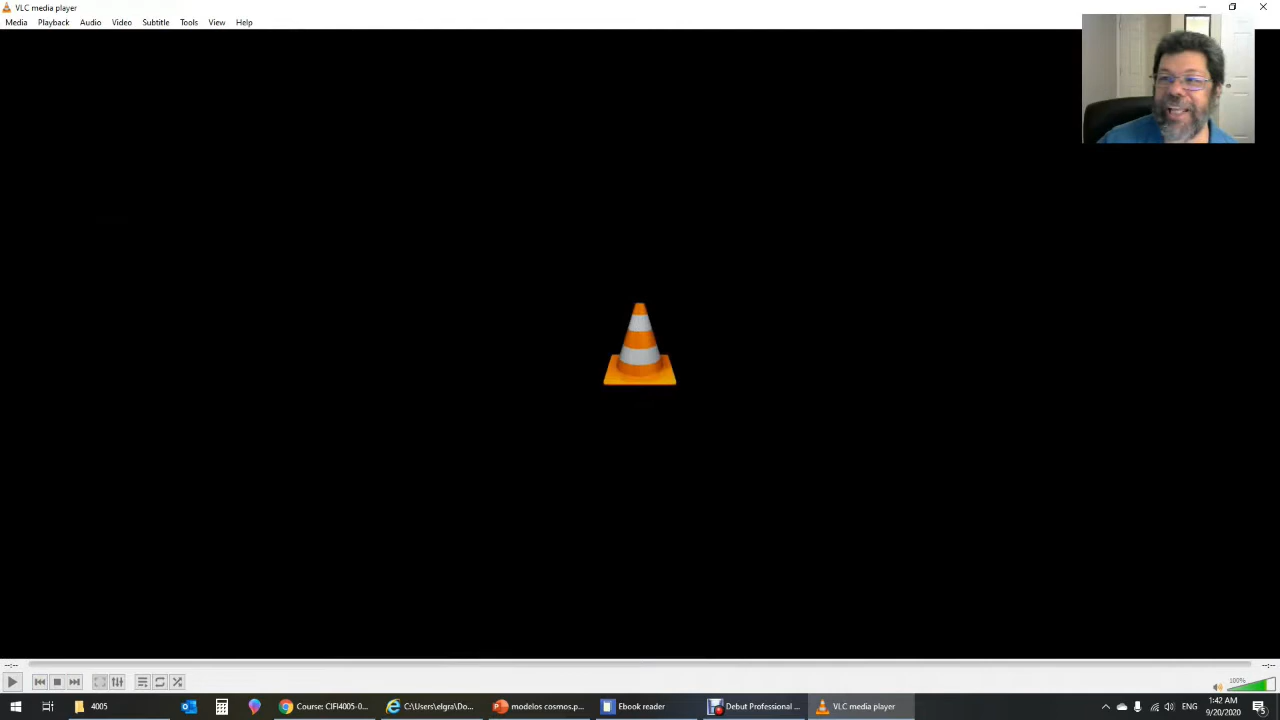 VLC media player
Media Playback Audio Video Subtitle Tools View Help
--:-- --:--
100%
4005 Course: CIFI4005-0... C:\Users\elgra\Do... modelos cosmos.p... Ebook reader Debut Professional ... VLC media player ENG 1:42 AM
9/20/2020